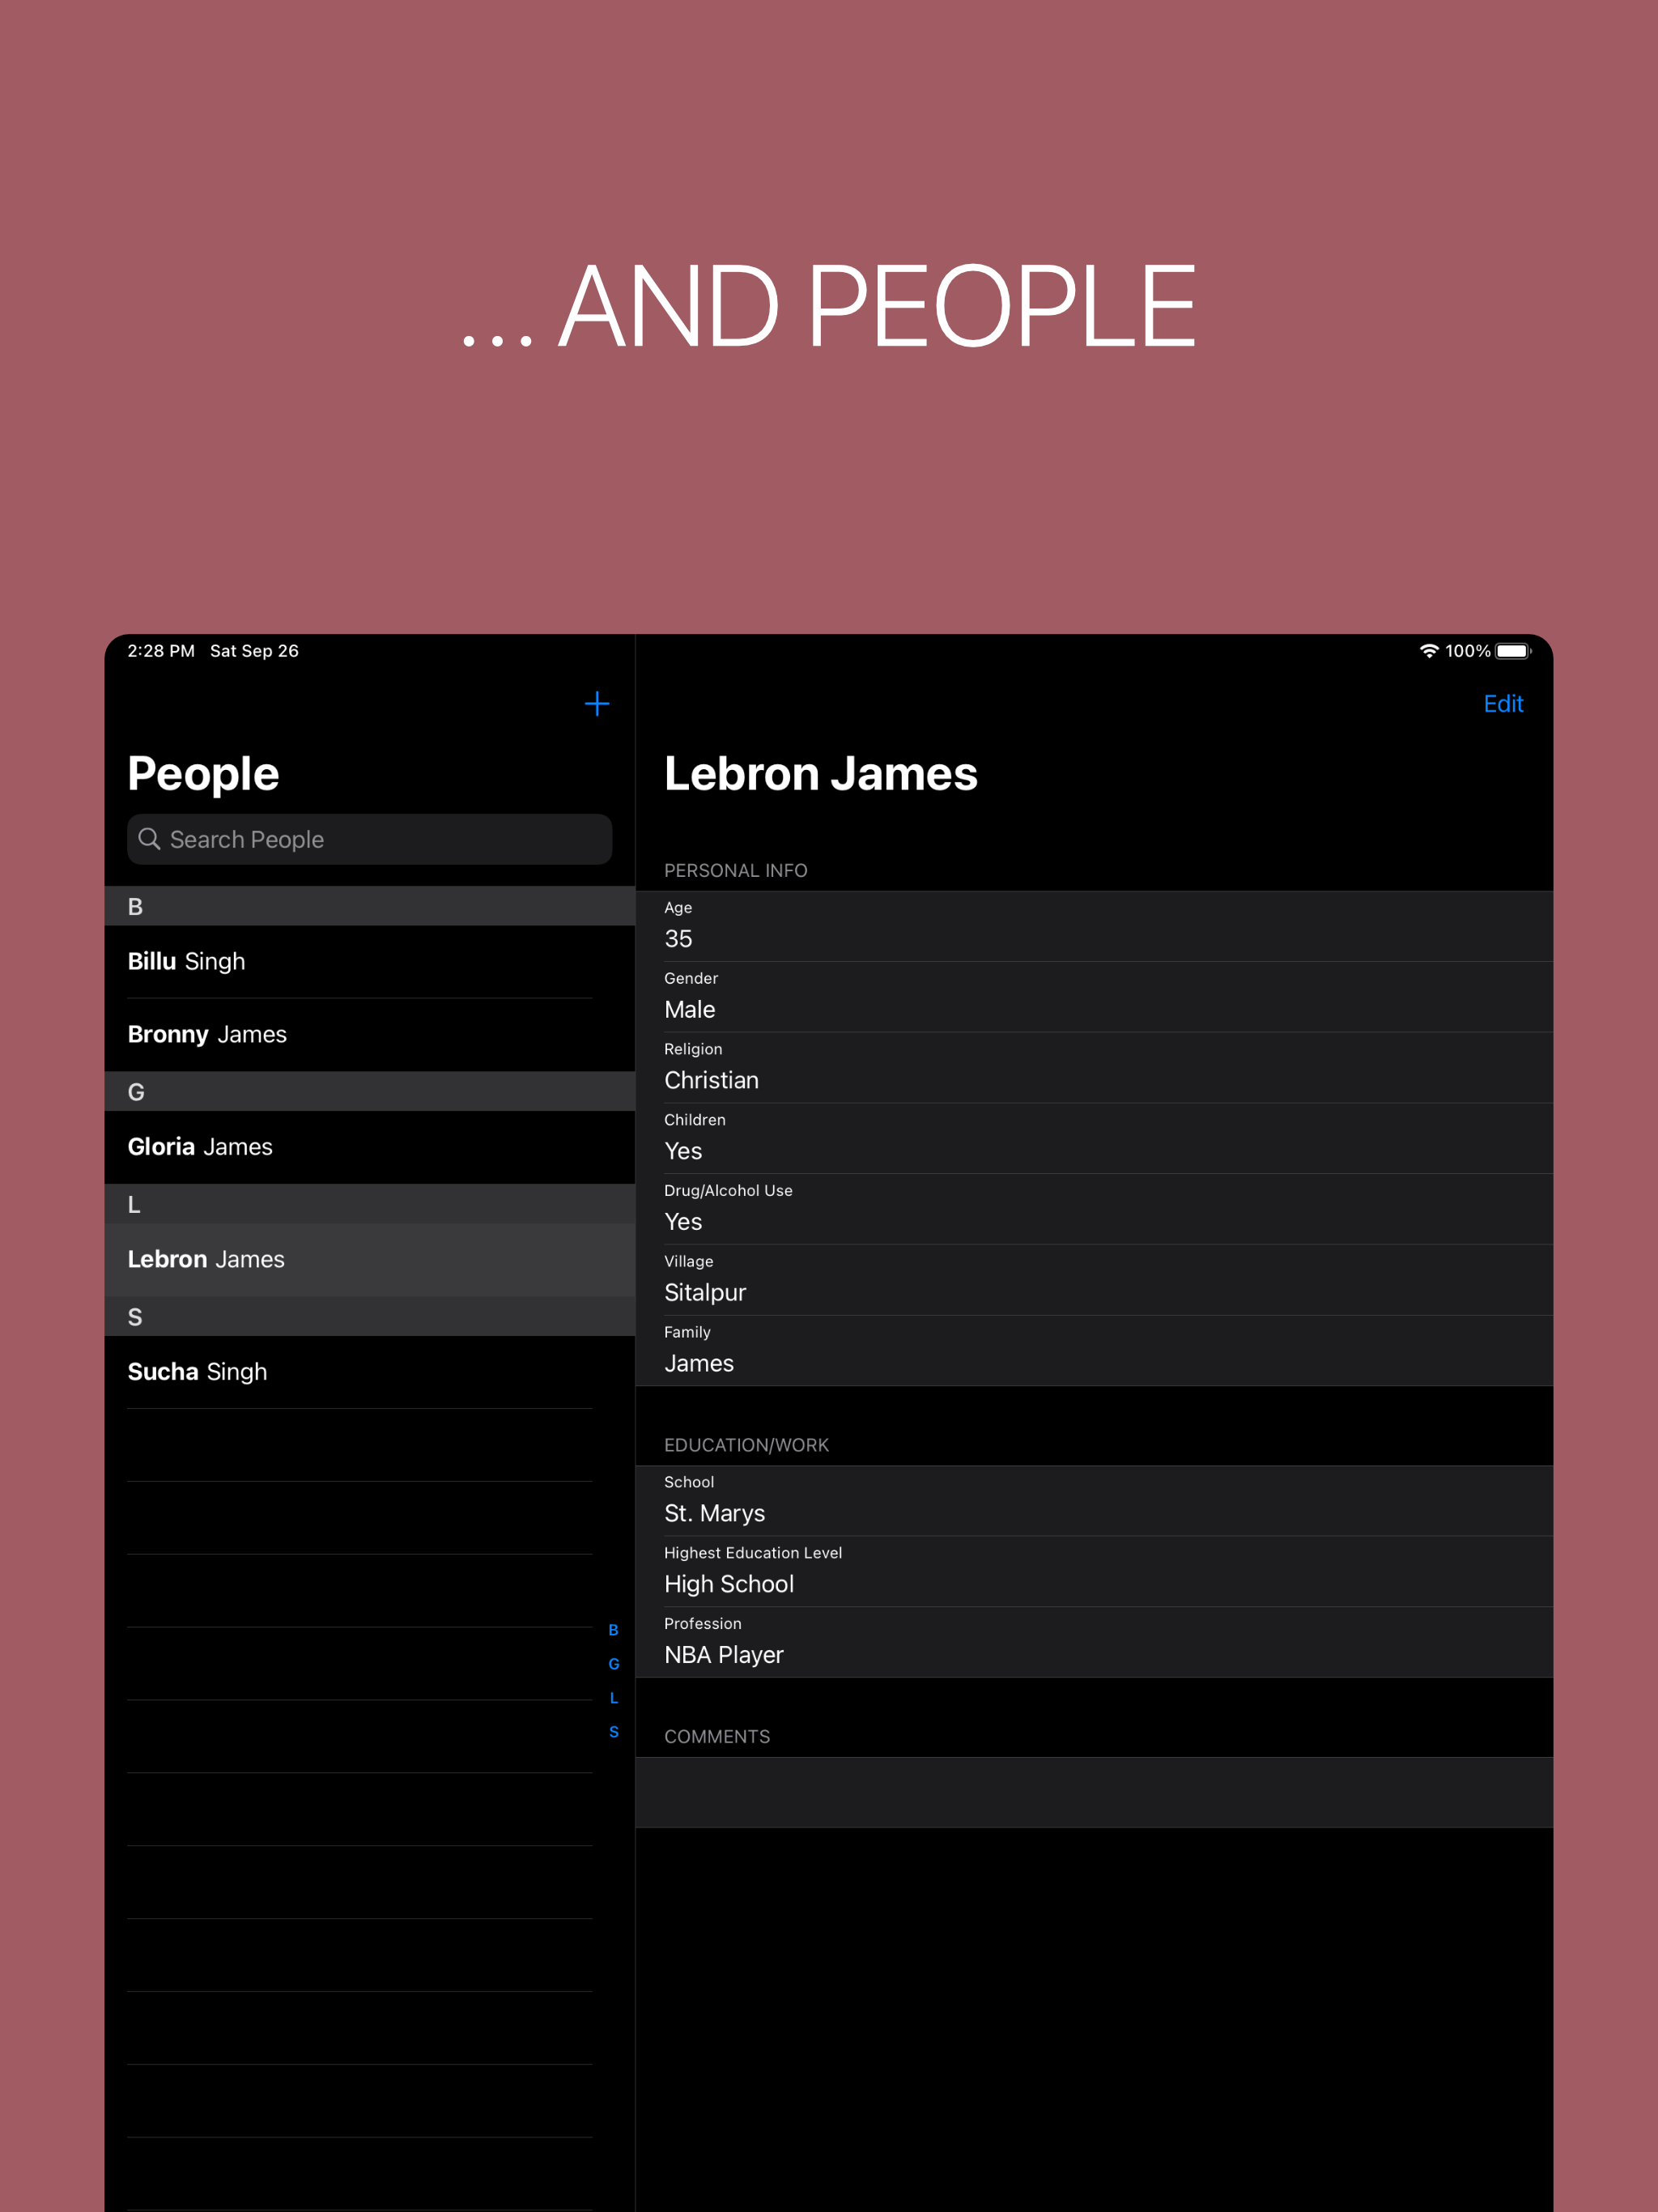 ... AND PEOPLE
2:28 PM Sat Sep 26
100%
People
Search People
B
Billu Singh
Bronny James
G
Gloria James
L
Lebron James
S
Sucha Singh
B
G
L
S
Edit
Lebron James
PERSONAL INFO
Age
35
Gender
Male
Religion
Christian
Children
Yes
Drug/Alcohol Use
Yes
Village
Sitalpur
Family
James
EDUCATION/WORK
School
St. Marys
Highest Education Level
High School
Profession
NBA Player
COMMENTS